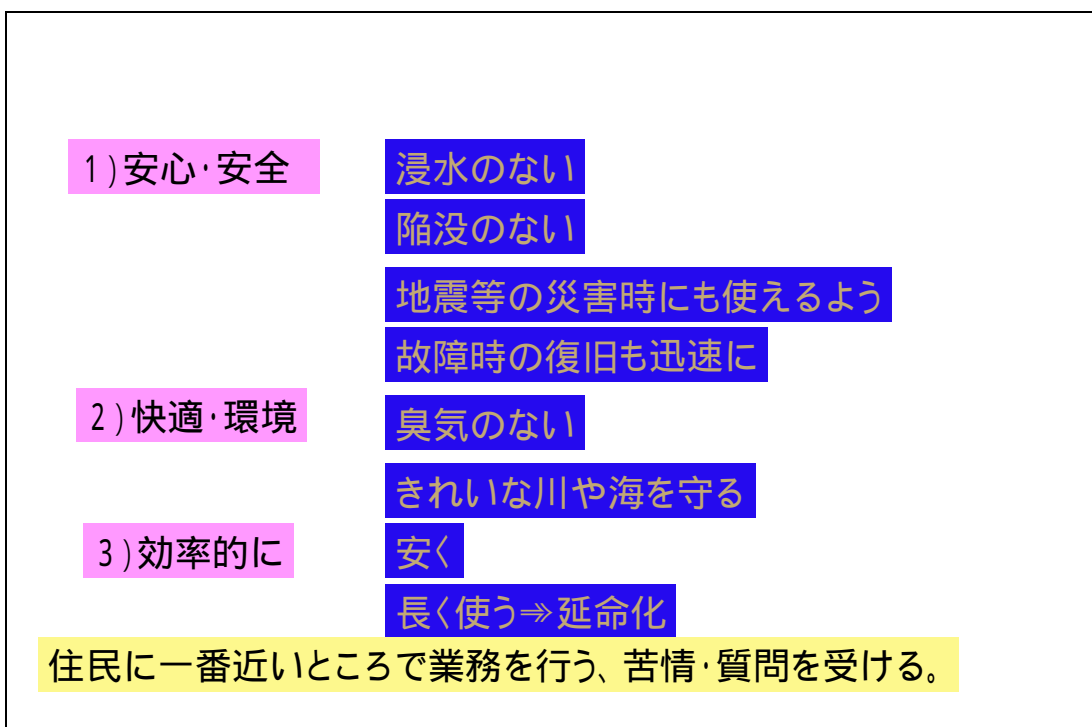 1)安心・安全 浸水のない
陥没のない
地震等の災害時にも使えるよう
故障時の復旧も迅速に
2)快適・環境 臭気のない
きれいな川や海を守る
3)効率的に 安く
長く使う⇒延命化
住民に一番近いところで業務を行う、苦情・質問を受ける。